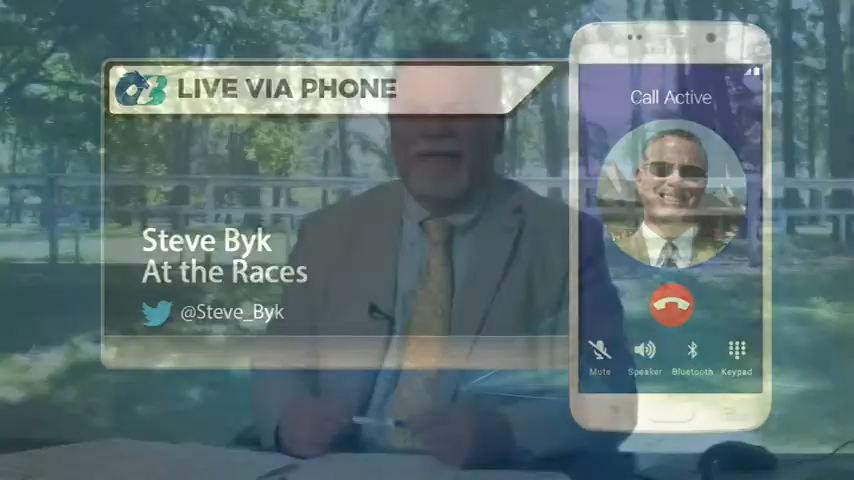 LIVE VIA PHONE
Call Active
Steve Byk
At the Races
@Steve_Byk
Mute Speaker Bluetooth Keypad